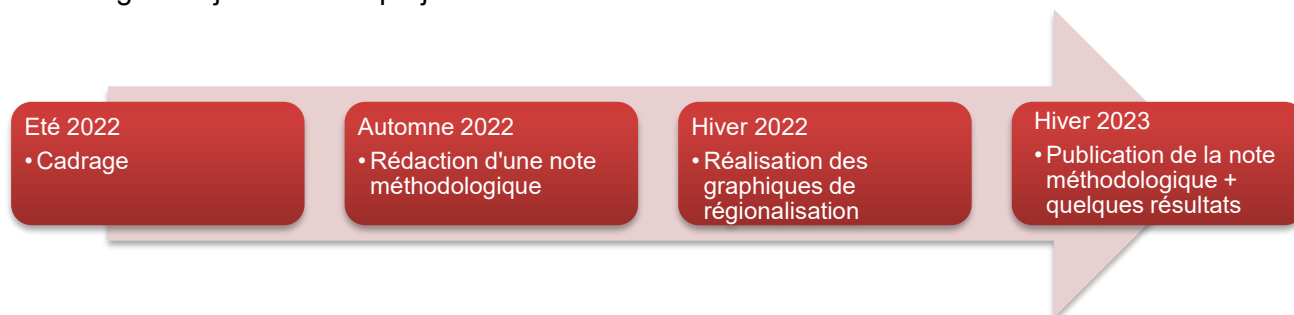 Eté 2022
• Cadrage
Automne 2022
• Rédaction d'une note
méthodologique
Hiver 2022
• Réalisation des
graphiques de
régionalisation
Hiver 2023
• Publication de la note
méthodologique +
quelques résultats